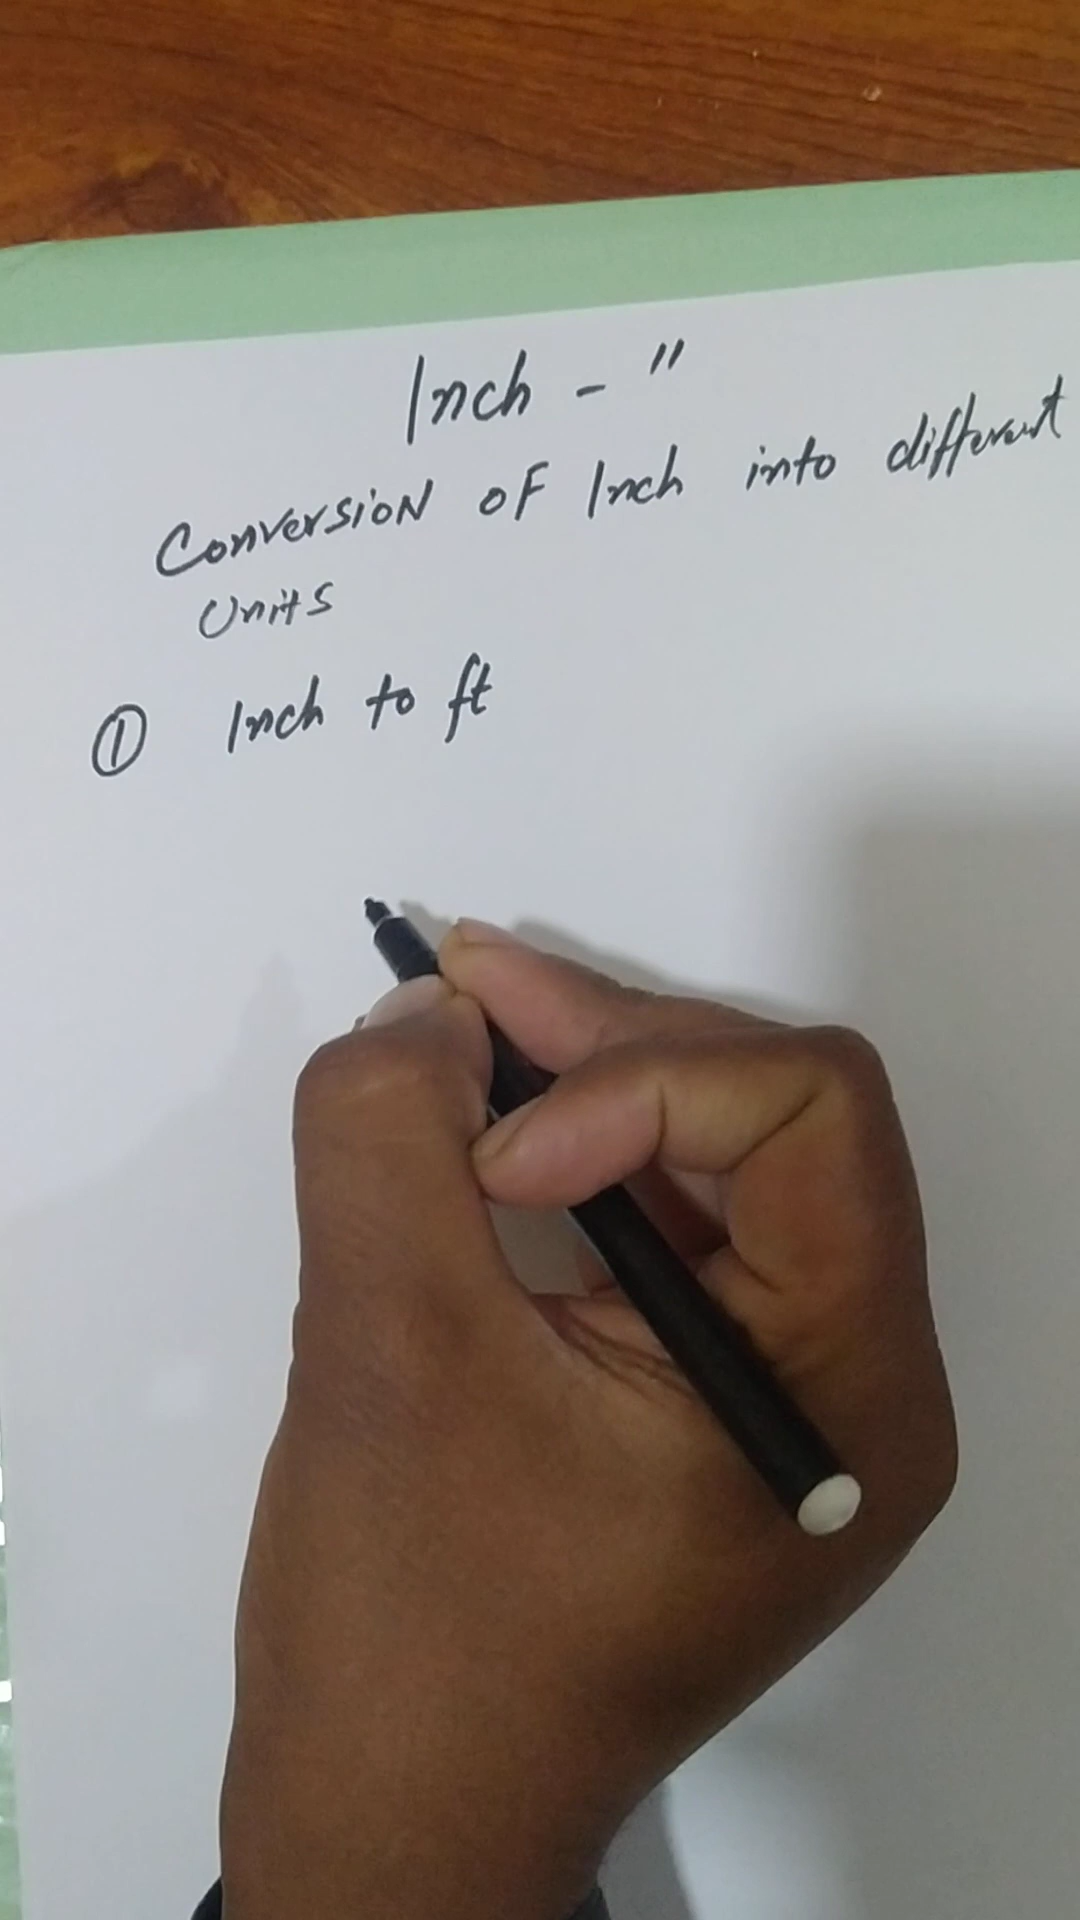 Inch - "
Conversion of Inch into different
Units
① Inch to ft